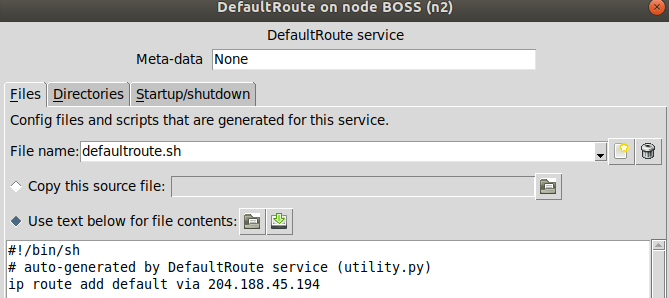 DefaultRoute on node BOSS (n2)
DefaultRoute service
Meta-data None
Files Directories Startup/shutdown
Config files and scripts that are generated for this service.
File name: defaultroute.sh
Copy this source file:
Use text below for file contents:
#!/bin/sh
# auto-generated by DefaultRoute service (utility.py)
ip route add default via 204.188.45.194